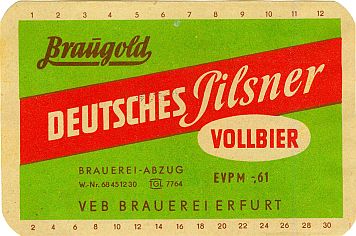 1 2 3 4 5 6 7 8 9 10 11 12
Braugold
DEUTSCHES Pilsner
VOLLBIER
BRAUEREI-ABZUG
EVPM -,61
W.-Nr. 68451230 TGL 7764
VEB BRAUEREI ERFURT
2 4 6 8 10 12 14 16 18 20 22 24 26 28 30